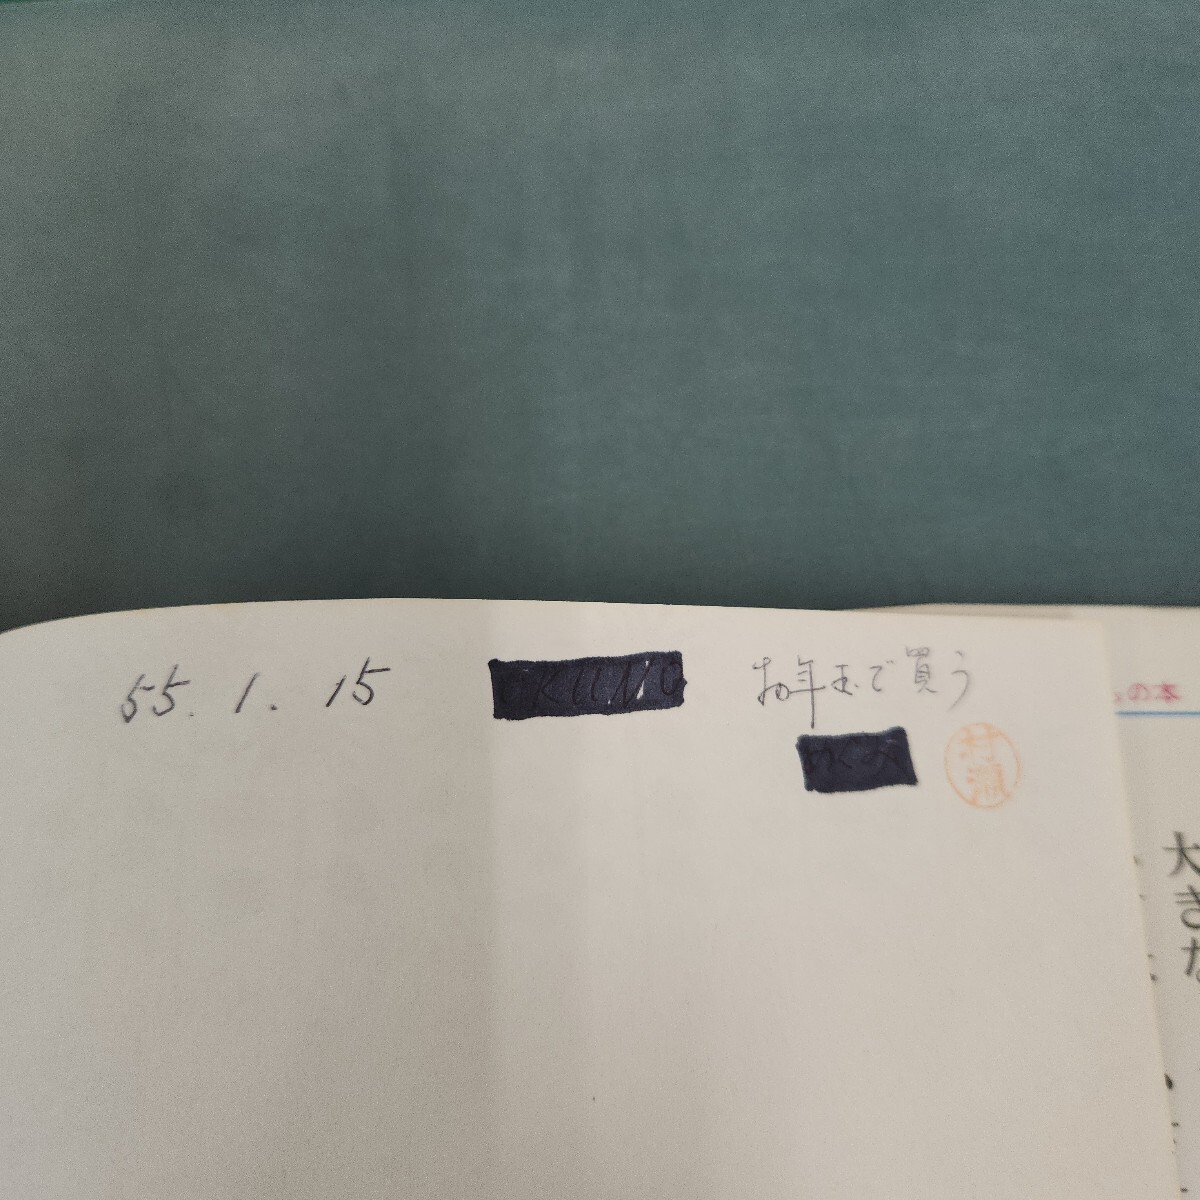 55. 1. 15
お年玉で買う
の本
大きな